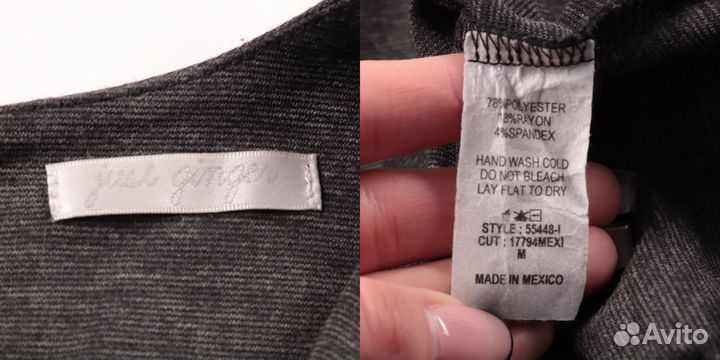 just ginger
78%POLYESTER
18%RAYON
4%SPANDEX
HAND WASH COLD
DO NOT BLEACH
LAY FLAT TO DRY
STYLE : 55448-I
CUT : 17794MEXI
M
MADE IN MEXICO
Avito